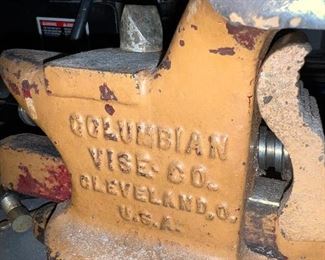 COLUMBIAN
VISE CO.
CLEVELAND, O.
U.S.A.